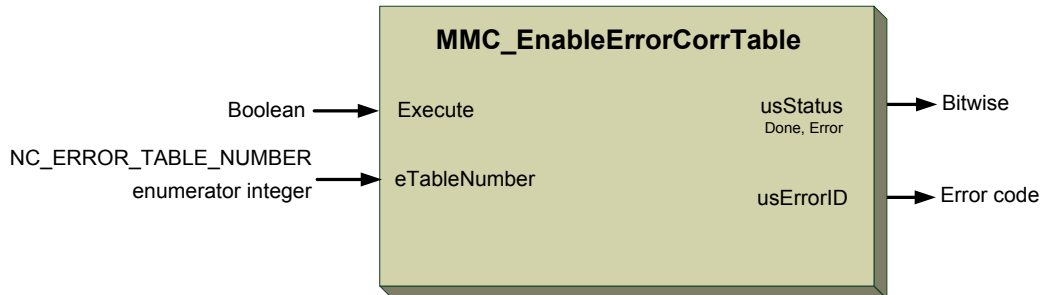 MMC_EnableErrorCorrTable
Boolean
Execute
usStatus
Done, Error
Bitwise
NC_ERROR_TABLE_NUMBER
enumerator integer
eTableNumber
usErrorID
Error code